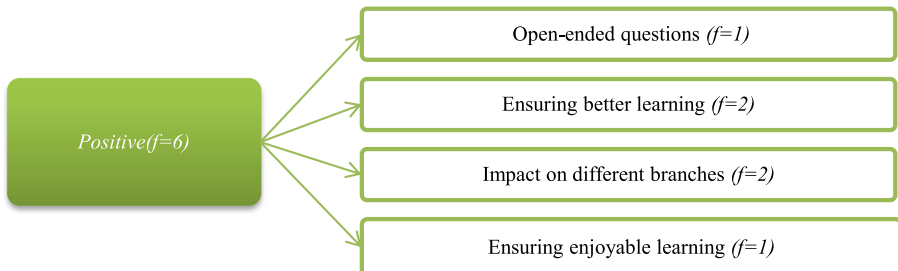 Positive(f=6)
Open-ended questions (f=1)
Ensuring better learning (f=2)
Impact on different branches (f=2)
Ensuring enjoyable learning (f=1)